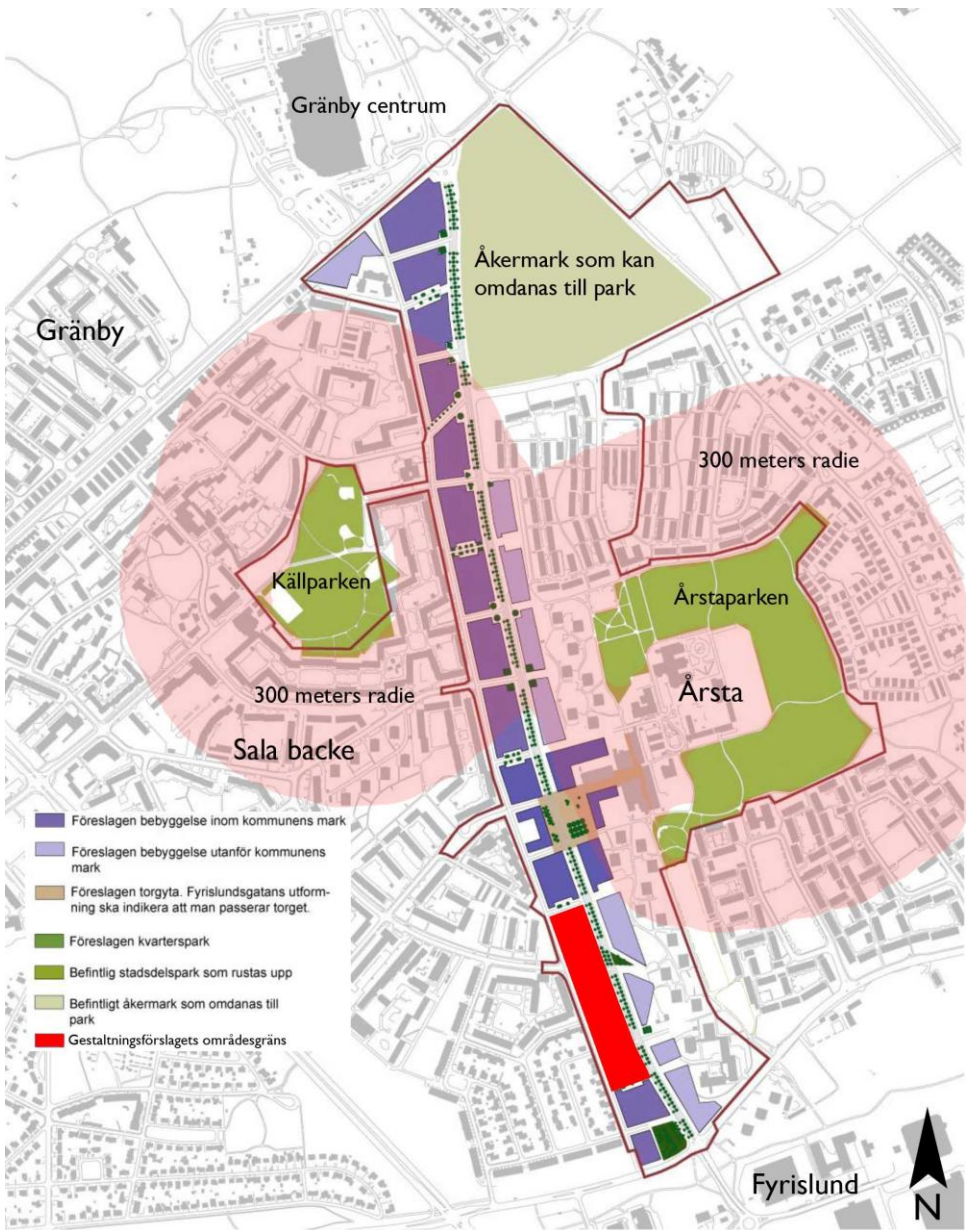 Gränby centrum
Åkermark som kan
omdanas till park
Gränby
300 meters radie
Källparken
Årstaparken
300 meters radie
Årsta
Sala backe
Föreslagen bebyggelse inom kommunens mark
Föreslagen bebyggelse utanför kommunens
mark
Föreslagen torgyta. Fyrislundsgatans utform-
ning ska indikera att man passerar torget.
Föreslagen kvarterspark
Befintlig stadsdelspark som rustas upp
Befintligt åkermark som omdanas till
park
Gestaltningsförslagets områdesgräns
Fyrislund
N